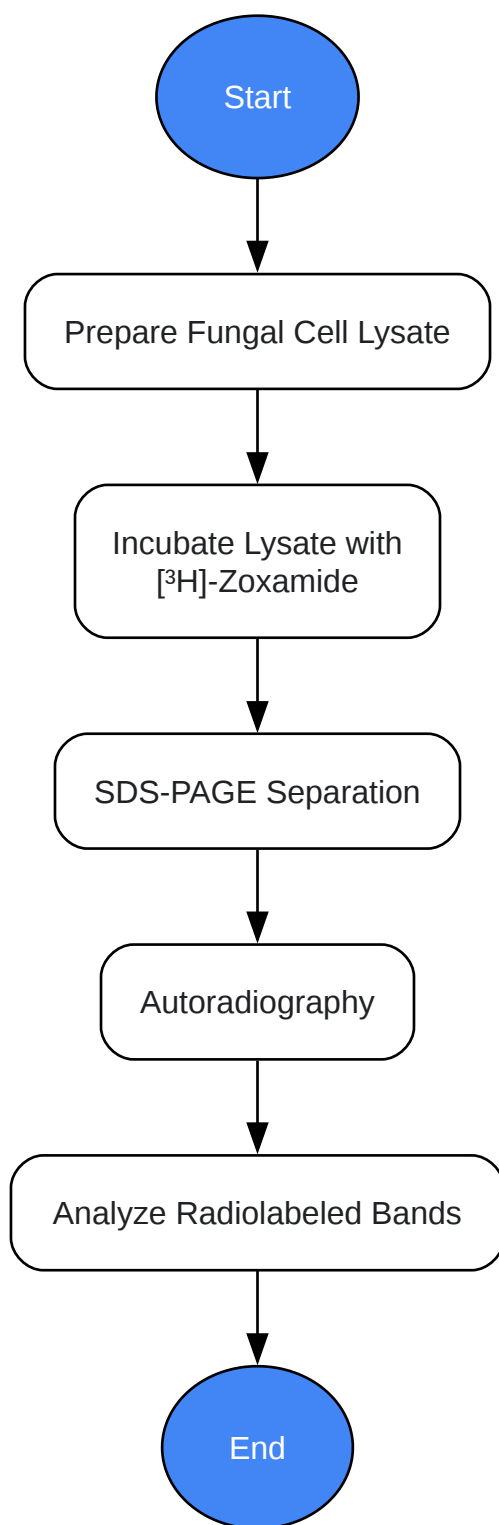 Start
Prepare Fungal Cell Lysate
Incubate Lysate with
[³H]-Zoxamide
SDS-PAGE Separation
Autoradiography
Analyze Radiolabeled Bands
End